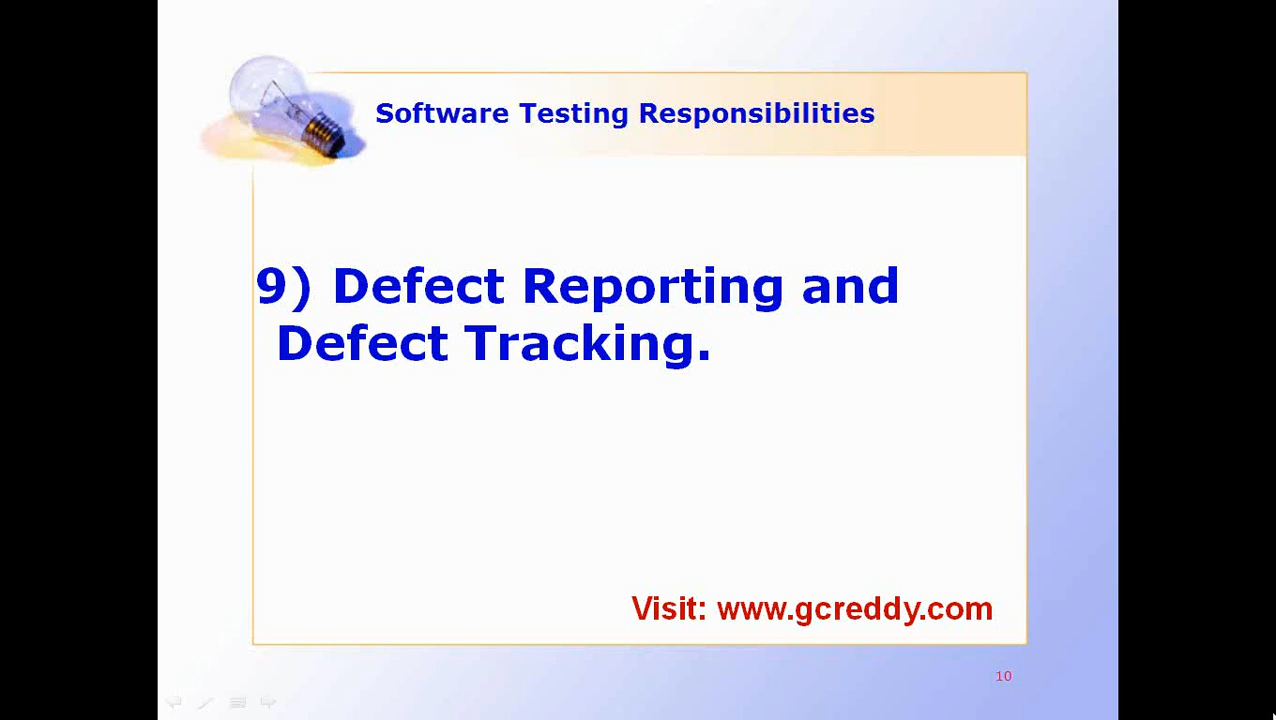 Software Testing Responsibilities
9) Defect Reporting and
Defect Tracking.
Visit: www.gcreddy.com
10